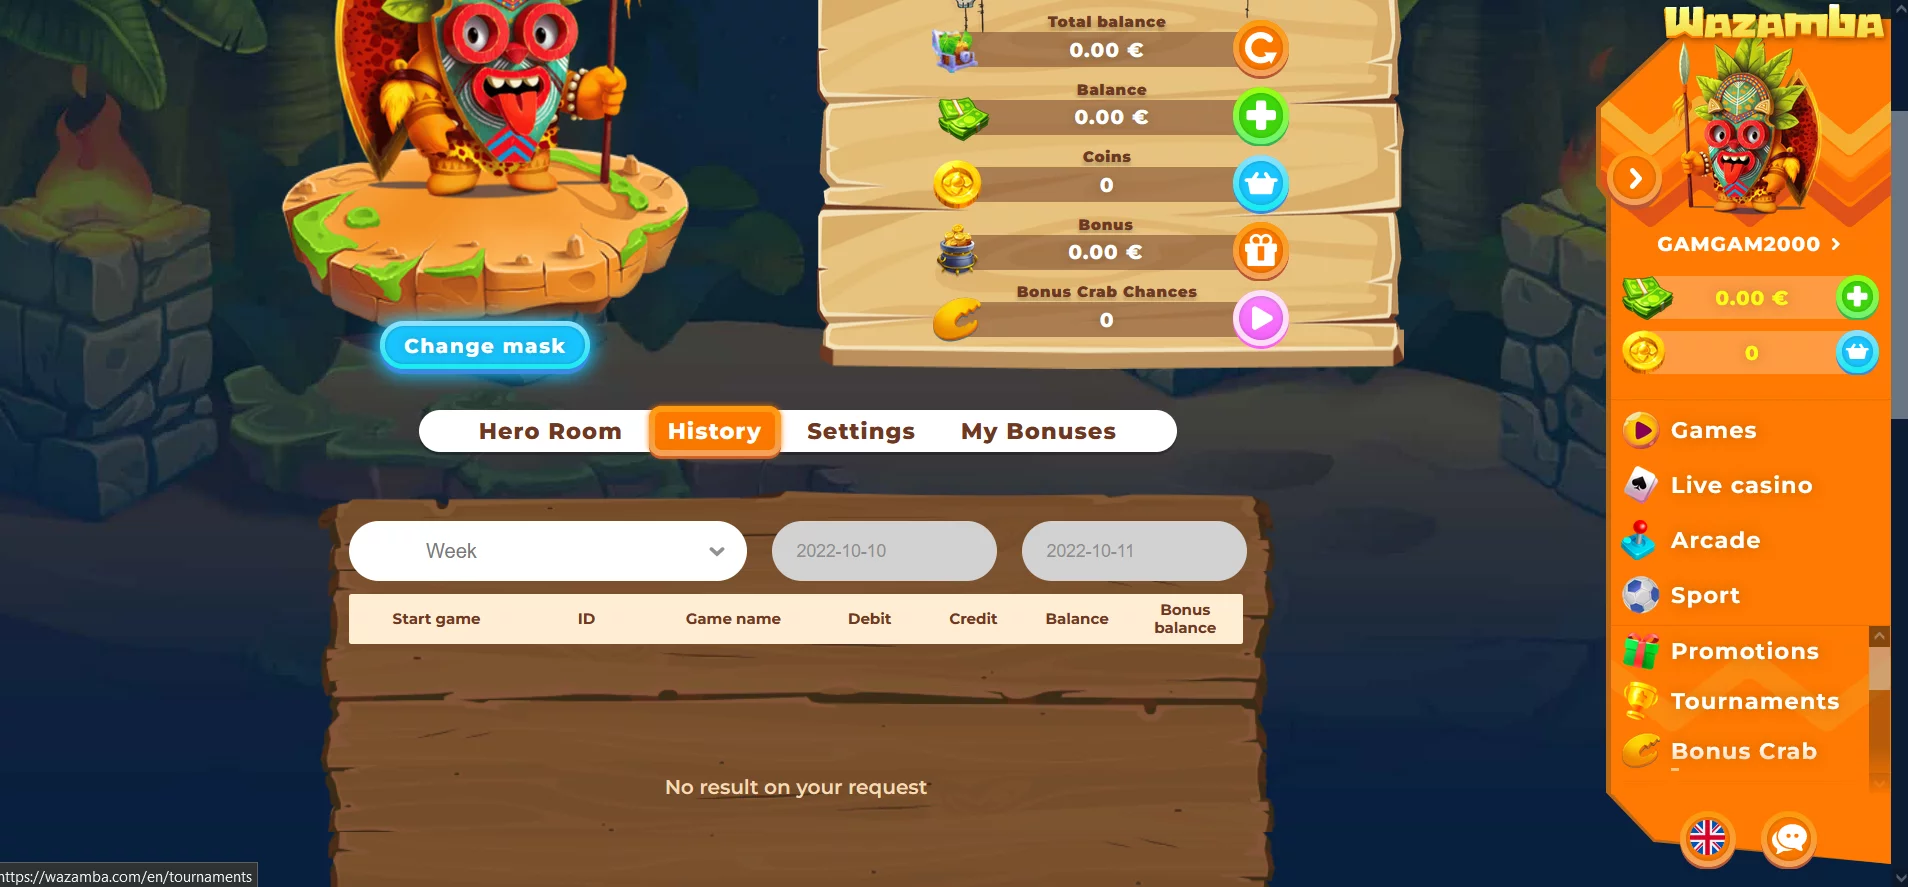 Total balance
0.00 €
Balance
0.00 €
Coins
0
Bonus
0.00 €
Bonus Crab Chances
0
Change mask
Hero Room History Settings My Bonuses
Week 2022-10-10 2022-10-11
Start game ID Game name Debit Credit Balance Bonus balance
No result on your request
https://wazamba.com/en/tournaments
Wazamba
GAMGAM2000
0.00 €
0
Games
Live casino
Arcade
Sport
Promotions
Tournaments
Bonus Crab